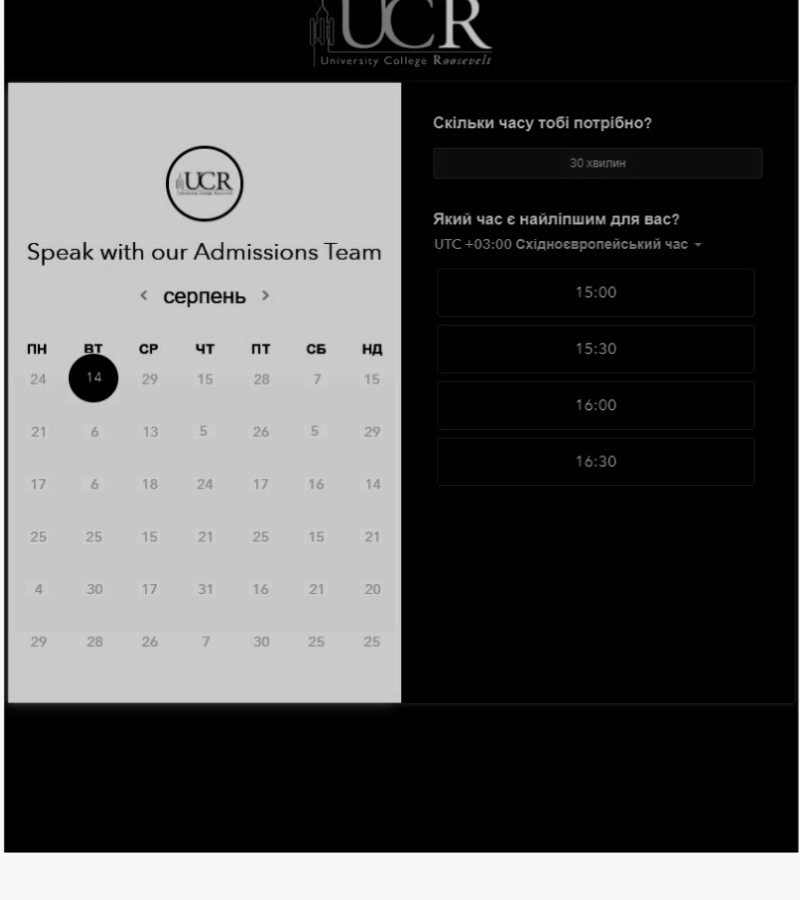 UCR
University College Roosevelt
UCR
Speak with our Admissions Team
< серпень >
ПН ВТ СР ЧТ ПТ СБ НД
24 14 29 15 28 7 15
21 6 13 5 26 5 29
17 6 18 24 17 16 14
25 25 15 21 25 15 21
4 30 17 31 16 21 20
29 28 26 7 30 25 25
Скільки часу тобі потрібно?
30 хвилин
Який час є найліпшим для вас?
UTC +03:00 Східноєвропейський час
15:00
15:30
16:00
16:30